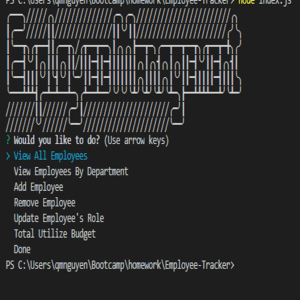 PS C:\Users\qmnguyen\Bootcamp\homework\Employee-Tracker> node index.js
? Would you like to do? (Use arrow keys)
> View All Employees
View Employees By Department
Add Employee
Remove Employee
Update Employee's Role
Total Utilize Budget
Done
PS C:\Users\qmnguyen\Bootcamp\homework\Employee-Tracker>